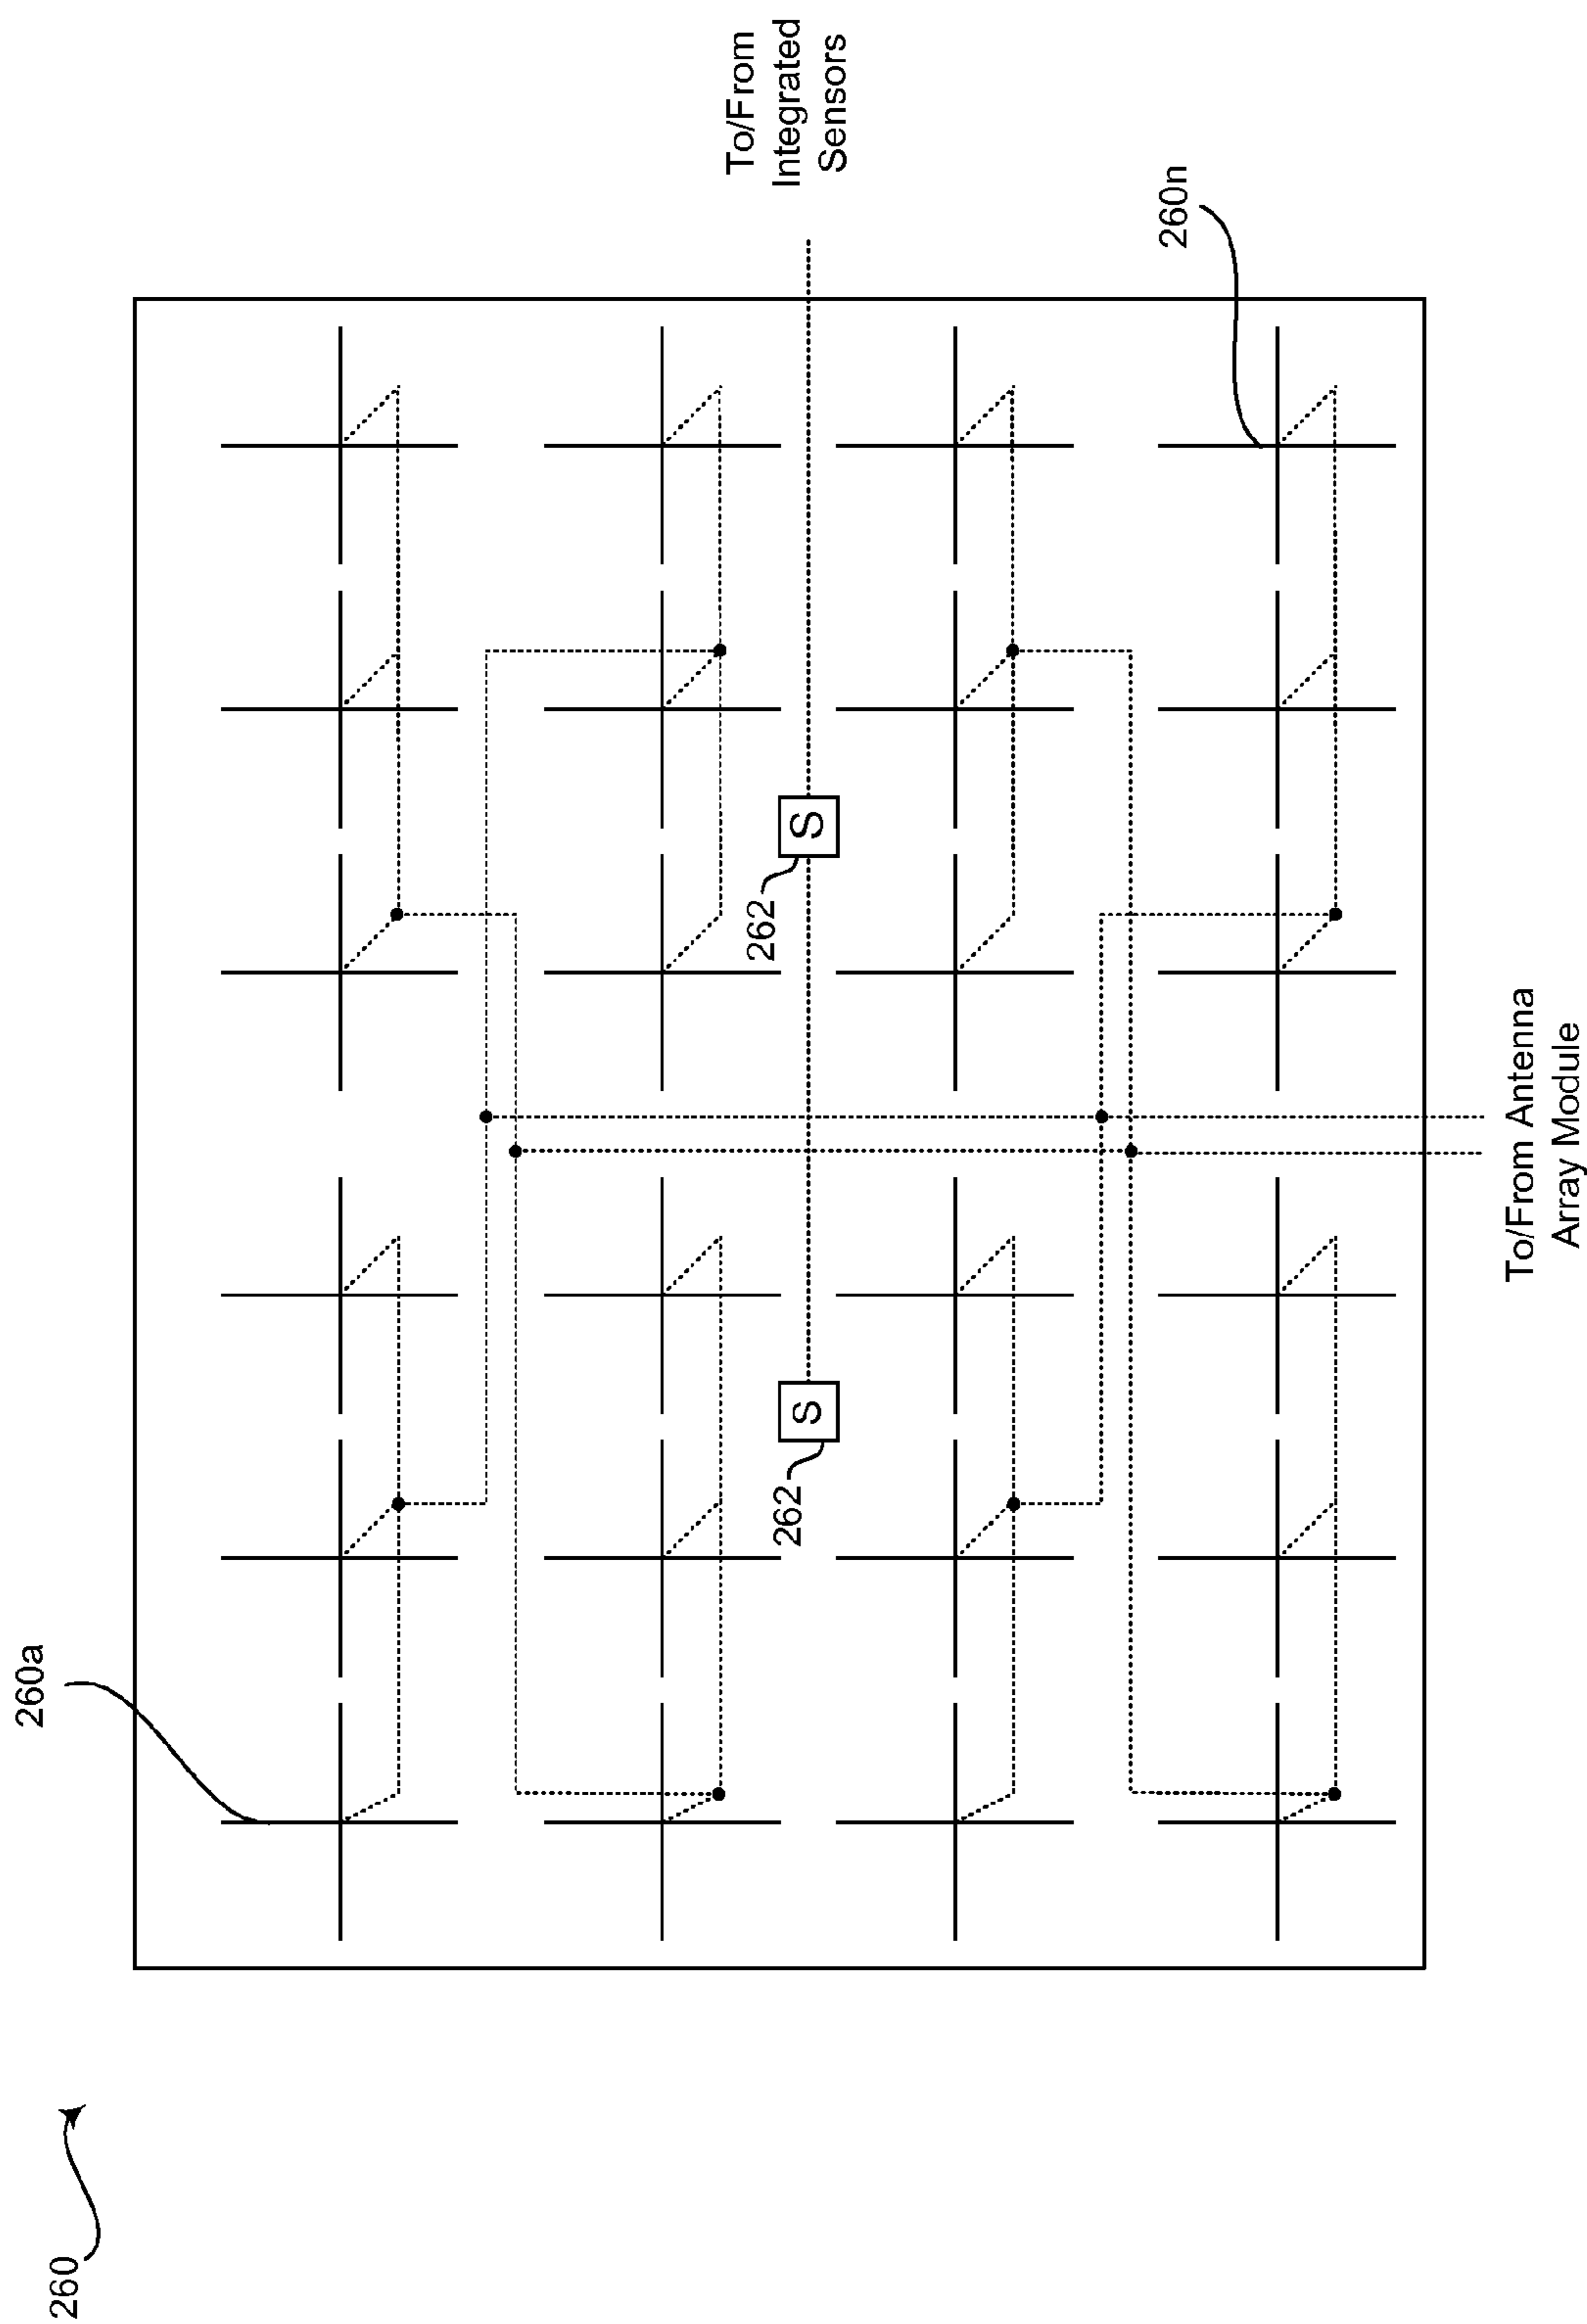 260
260a
262
S
262
S
To/From
Integrated
Sensors
260n
To/From Antenna
Array Module